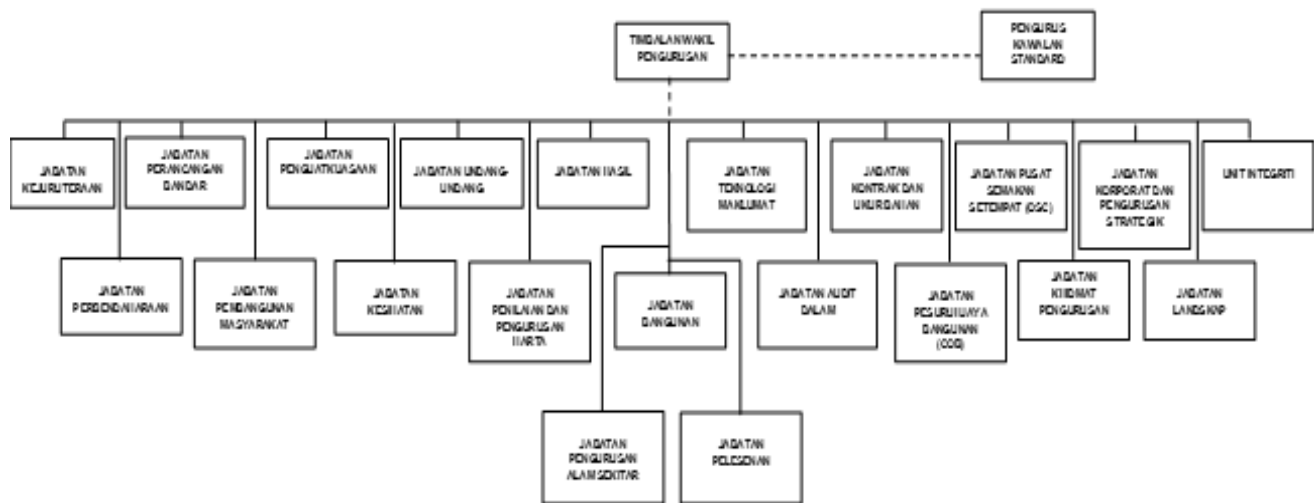 TIMBALAN WAKIL
PENGURUSAN
PENGURUS
KAWALAN
STANDARD
JABATAN
KEJURUTERAAN
JABATAN
PERANCANGAN
BANDAR
JABATAN
PENGUATKUASAAN
JABATAN UNDANG-
UNDANG
JABATAN HASIL
JABATAN
TEKNOLOGI
MAKLUMAT
JABATAN
KONTRAK DAN
UKUR BAHAN
JABATAN PUSAT
SEMAKAN
SETEMPAT (OSC)
JABATAN
KORPORAT DAN
PENGURUSAN
STRATEGIK
UNIT INTEGRITI
JABATAN
PERBENDAHARAAN
JABATAN
PEMBANGUNAN
MASYARAKAT
JABATAN
KESIHATAN
JABATAN
PENILAIAN DAN
PENGURUSAN
HARTA
JABATAN
BANGUNAN
JABATAN AUDIT
DALAM
JABATAN
PESURUHJAYA
BANGUNAN
(COB)
JABATAN
KHIDMAT
PENGURUSAN
JABATAN
LANDSKAP
JABATAN
PENGURUSAN
ALAM SEKITAR
JABATAN
PELESENAN